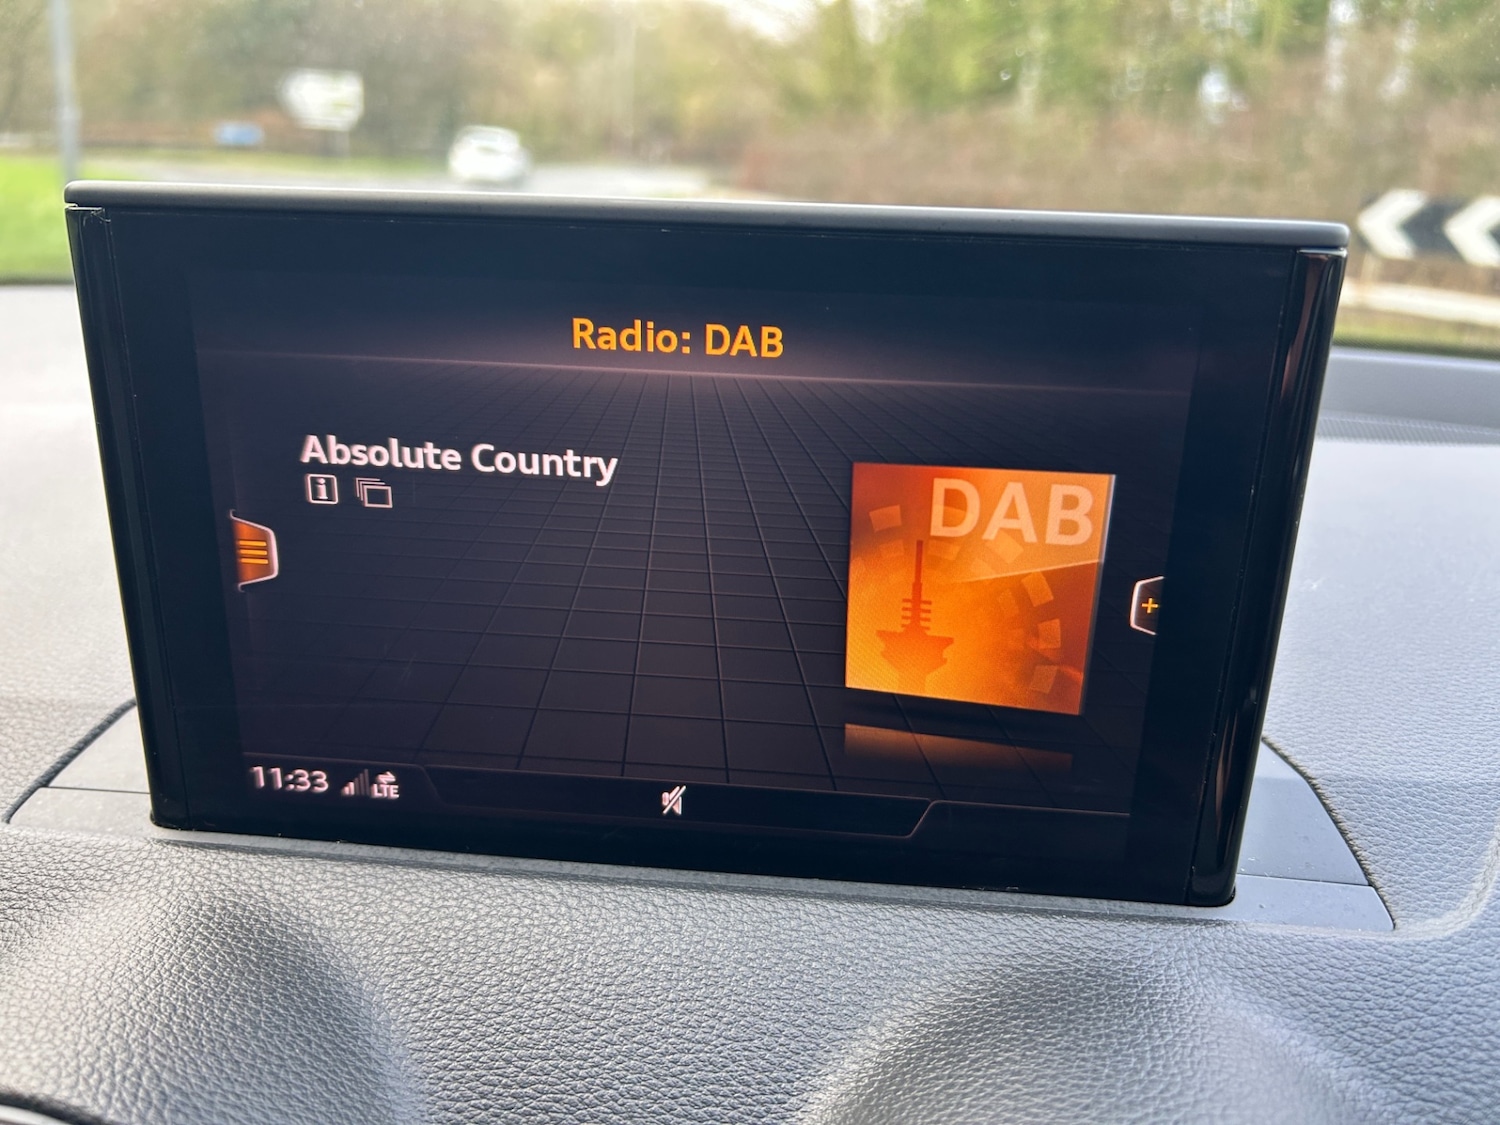 Radio: DAB
Absolute Country
DAB
11:33 LTE